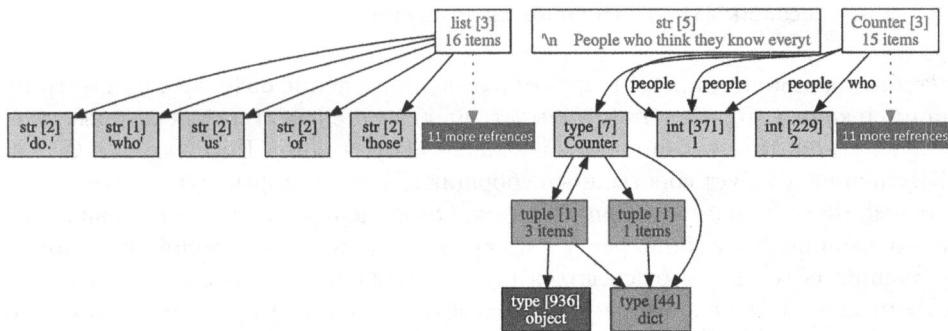 list [3]
16 items
str [5]
'\n    People who think they know everyt
Counter [3]
15 items
people
people
people
who
str [2]
'do.'
str [1]
'who'
str [2]
'us'
str [2]
'of'
str [2]
'those'
11 more refrences
type [7]
Counter
int [371]
1
int [229]
2
11 more refrences
tuple [1]
3 items
tuple [1]
1 items
type [936]
object
type [44]
dict